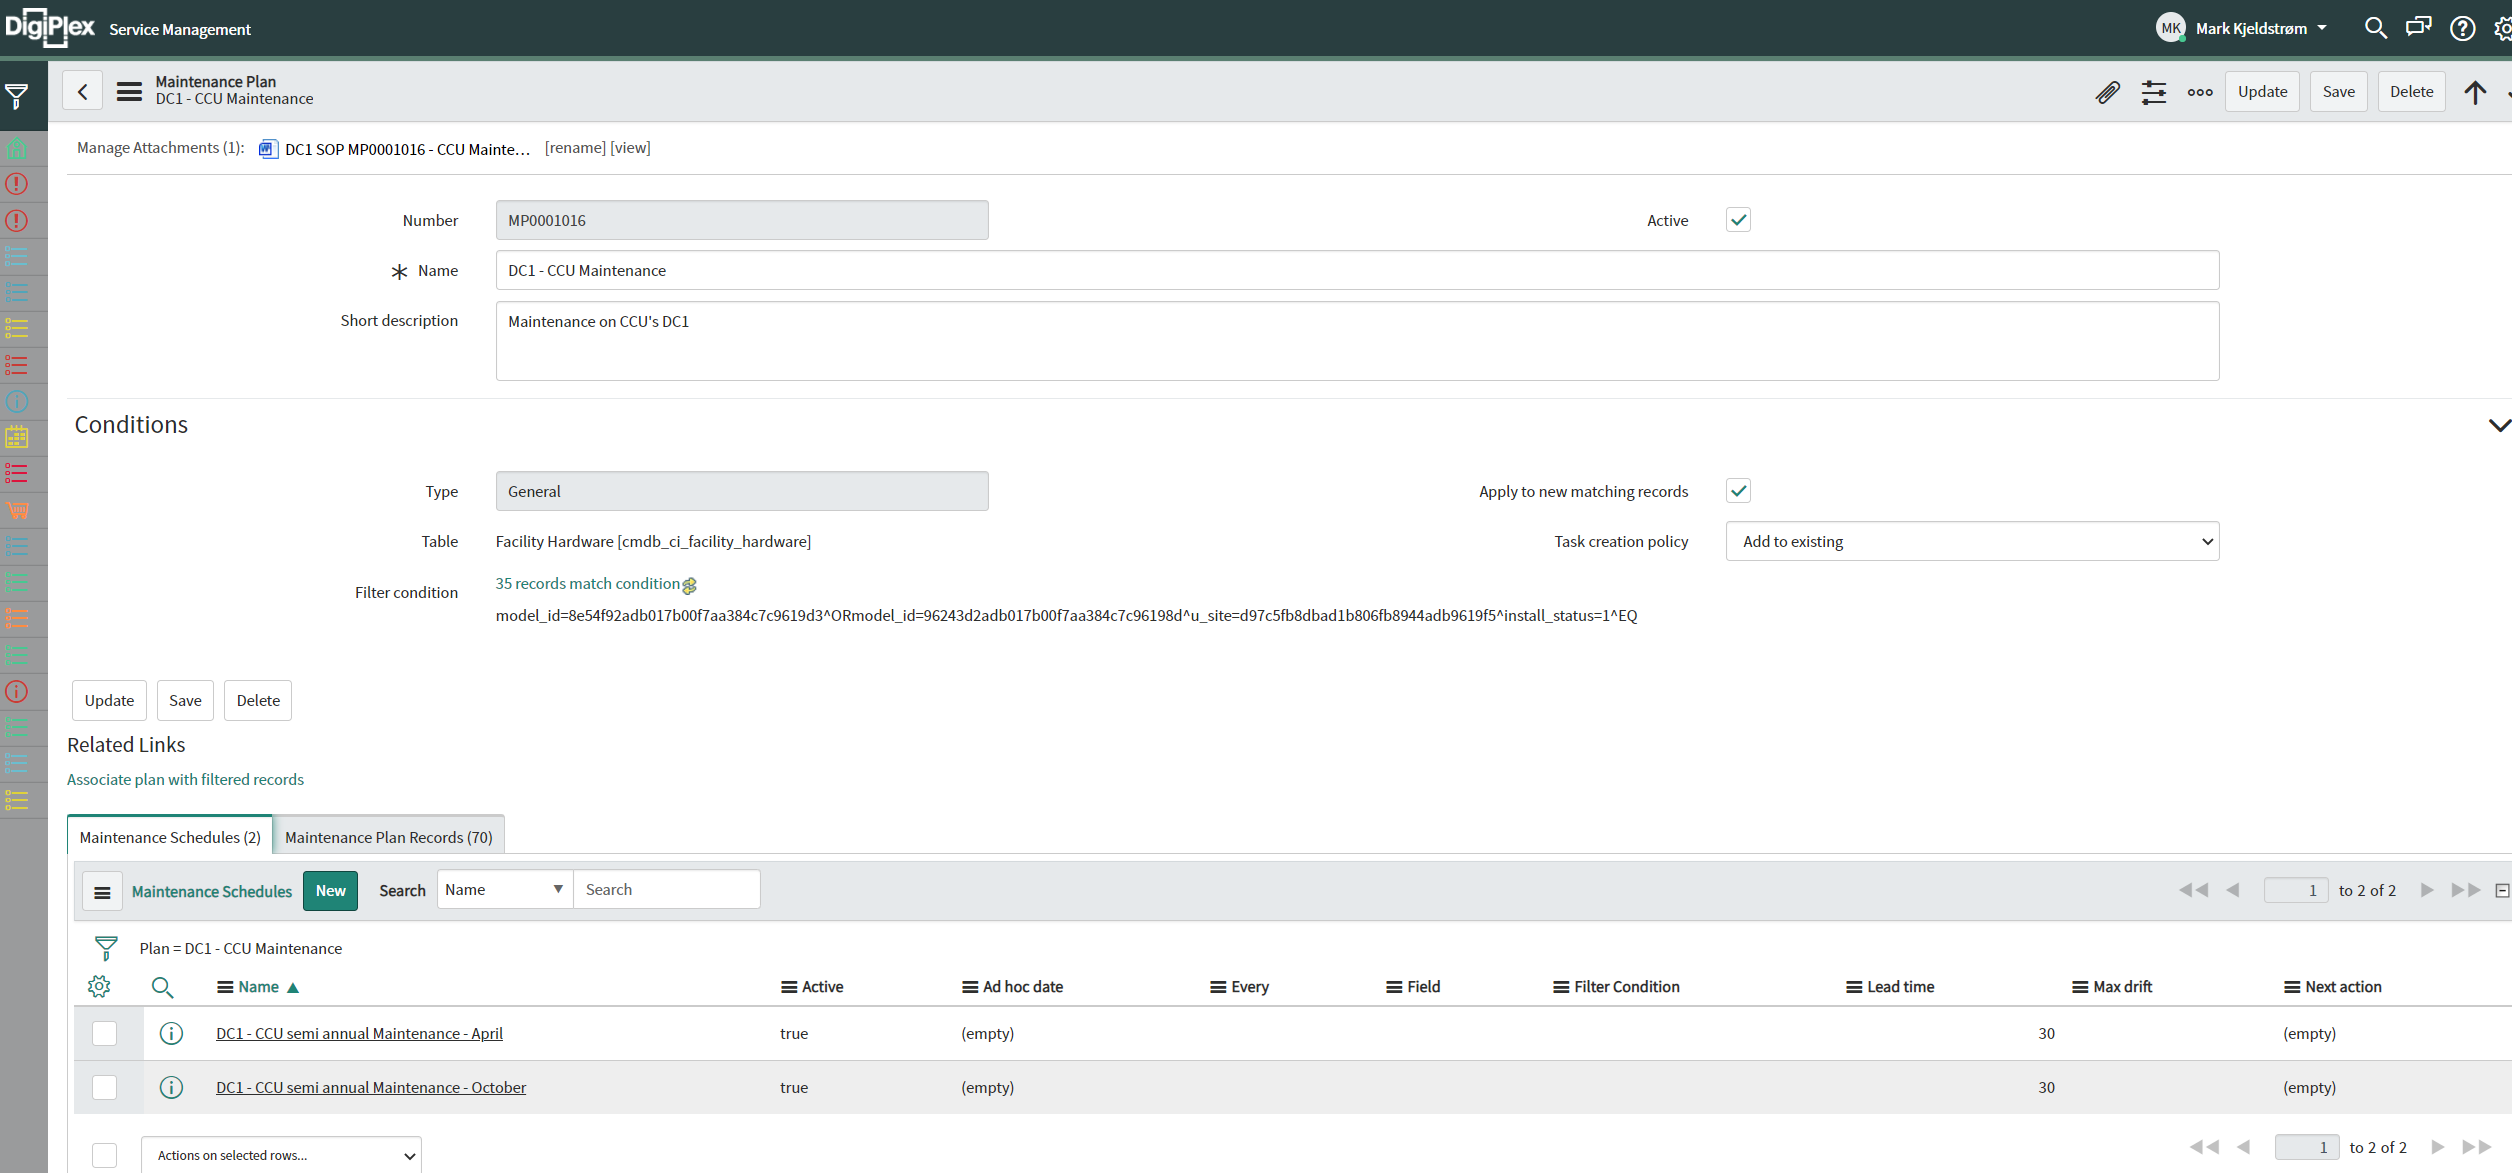 DigiPlex Service Management
MK Mark Kjeldstrøm
Maintenance Plan
DC1 - CCU Maintenance
Update Save Delete
Manage Attachments (1): DC1 SOP MP0001016 - CCU Mainte... [rename] [view]
Number MP0001016 Active
Name DC1 - CCU Maintenance
Short description Maintenance on CCU's DC1
Conditions
Type General Apply to new matching records
Table Facility Hardware [cmdb_ci_facility_hardware] Task creation policy Add to existing
Filter condition 35 records match condition
model_id=8e54f92adb017b00f7aa384c7c9619d3^ORmodel_id=96243d2adb017b00f7aa384c7c96198d^u_site=d97c5fb8dbad1b806fb8944adb9619f5^install_status=1^EQ
Update Save Delete
Related Links
Associate plan with filtered records
Maintenance Schedules (2) Maintenance Plan Records (70)
Maintenance Schedules New Search Name Search 1 to 2 of 2
Plan = DC1 - CCU Maintenance
Name Active Ad hoc date Every Field Filter Condition Lead time Max drift Next action
DC1 - CCU semi annual Maintenance - April true (empty) 30 (empty)
DC1 - CCU semi annual Maintenance - October true (empty) 30 (empty)
Actions on selected rows... 1 to 2 of 2